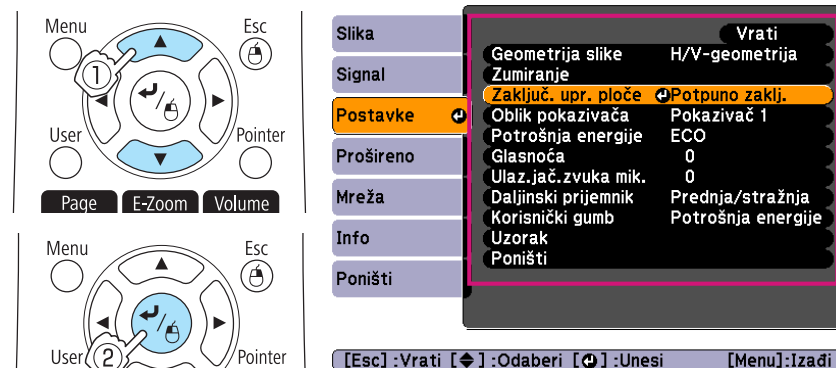 Menu
Esc
1
User
Pointer
Page
E-Zoom
Volume
Menu
Esc
User
2
Pointer
Slika
Signal
Postavke
Prošireno
Mreža
Info
Poništi
Vrati
Geometrija slike H/V-geometrija
Zumiranje
Zaključ. upr. ploče Potpuno zaklj.
Oblik pokazivača Pokazivač 1
Potrošnja energije ECO
Glasnoća 0
Ulaz.jač.zvuka mik. 0
Daljinski prijemnik Prednja/stražnja
Korisnički gumb Potrošnja energije
Uzorak
Poništi
[Esc] :Vrati [◆] :Odaberi [↵] :Unesi [Menu]:Izađi